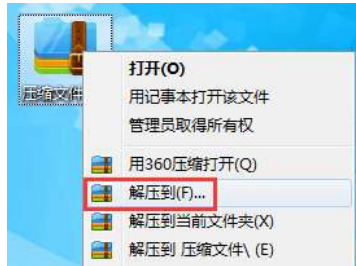 打开(O)
用记事本打开该文件
管理员取得所有权
压缩文件
用360压缩打开(Q)
解压到(F)...
解压到当前文件夹(X)
解压到 压缩文件\ (E)